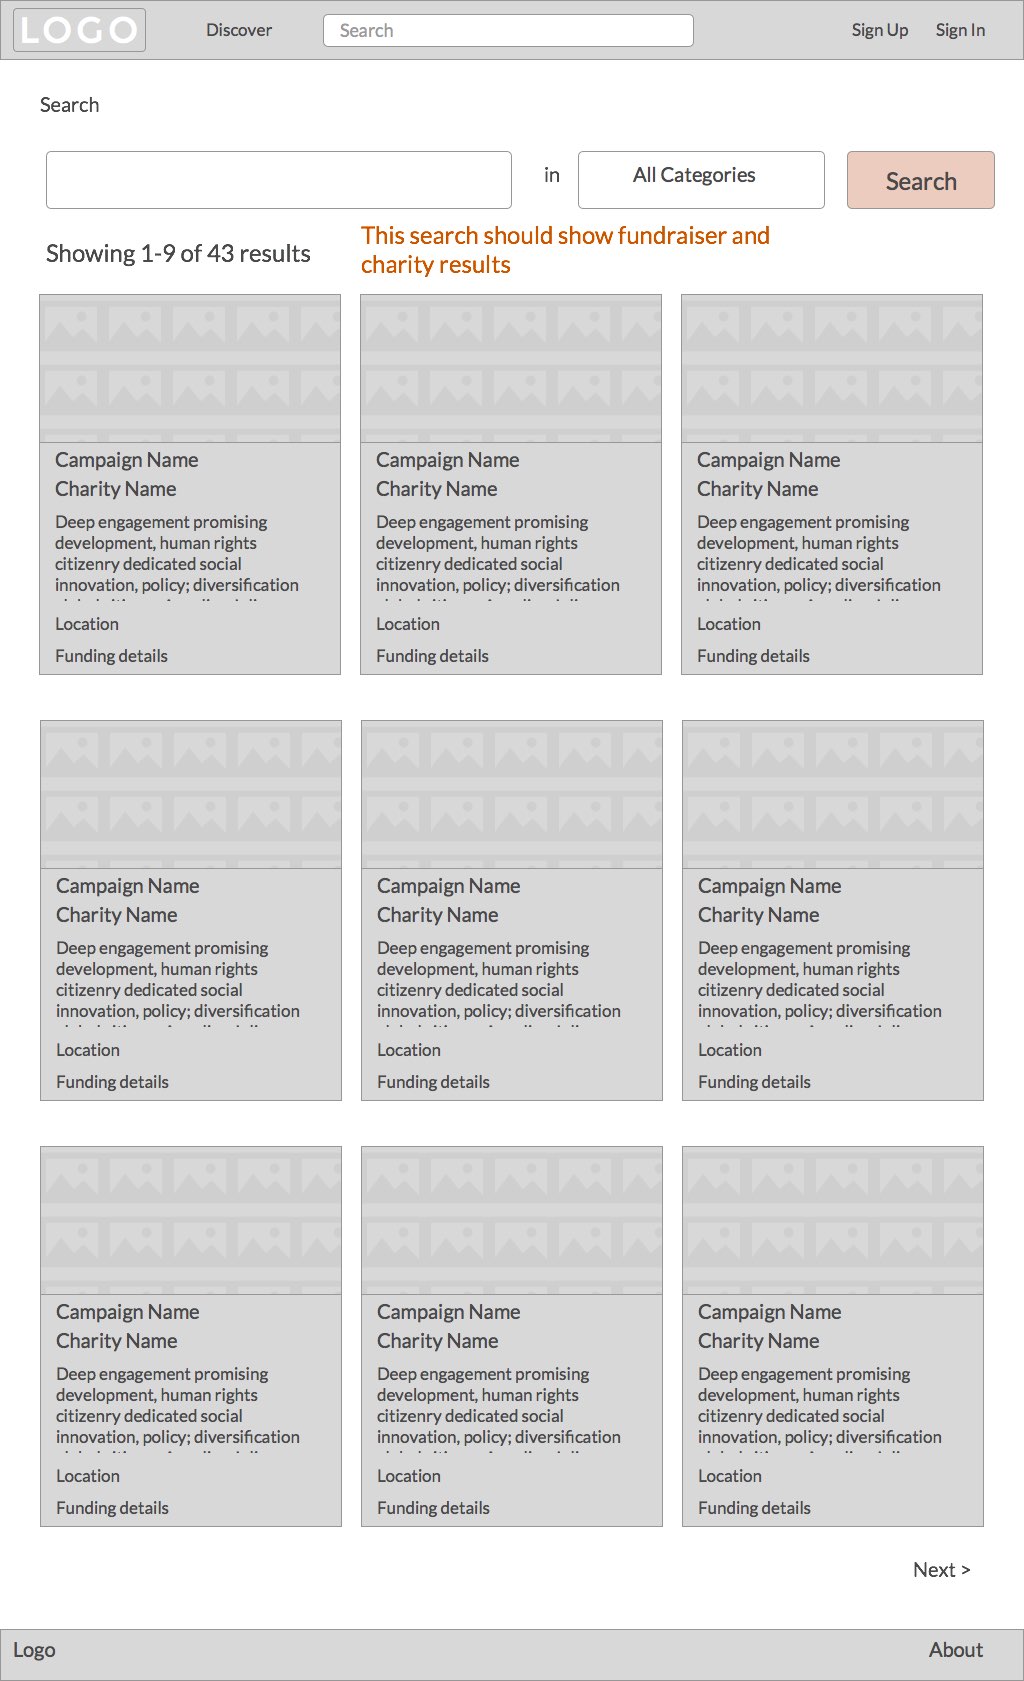 LOGO
Discover
Search
Sign Up
Sign In
Search
in
All Categories
Search
Showing 1-9 of 43 results
This search should show fundraiser and
charity results
Campaign Name
Charity Name
Deep engagement promising
development, human rights
citizenry dedicated social
innovation, policy; diversification
Location
Funding details
Campaign Name
Charity Name
Deep engagement promising
development, human rights
citizenry dedicated social
innovation, policy; diversification
Location
Funding details
Campaign Name
Charity Name
Deep engagement promising
development, human rights
citizenry dedicated social
innovation, policy; diversification
Location
Funding details
Campaign Name
Charity Name
Deep engagement promising
development, human rights
citizenry dedicated social
innovation, policy; diversification
Location
Funding details
Campaign Name
Charity Name
Deep engagement promising
development, human rights
citizenry dedicated social
innovation, policy; diversification
Location
Funding details
Campaign Name
Charity Name
Deep engagement promising
development, human rights
citizenry dedicated social
innovation, policy; diversification
Location
Funding details
Campaign Name
Charity Name
Deep engagement promising
development, human rights
citizenry dedicated social
innovation, policy; diversification
Location
Funding details
Campaign Name
Charity Name
Deep engagement promising
development, human rights
citizenry dedicated social
innovation, policy; diversification
Location
Funding details
Campaign Name
Charity Name
Deep engagement promising
development, human rights
citizenry dedicated social
innovation, policy; diversification
Location
Funding details
Next >
Logo
About